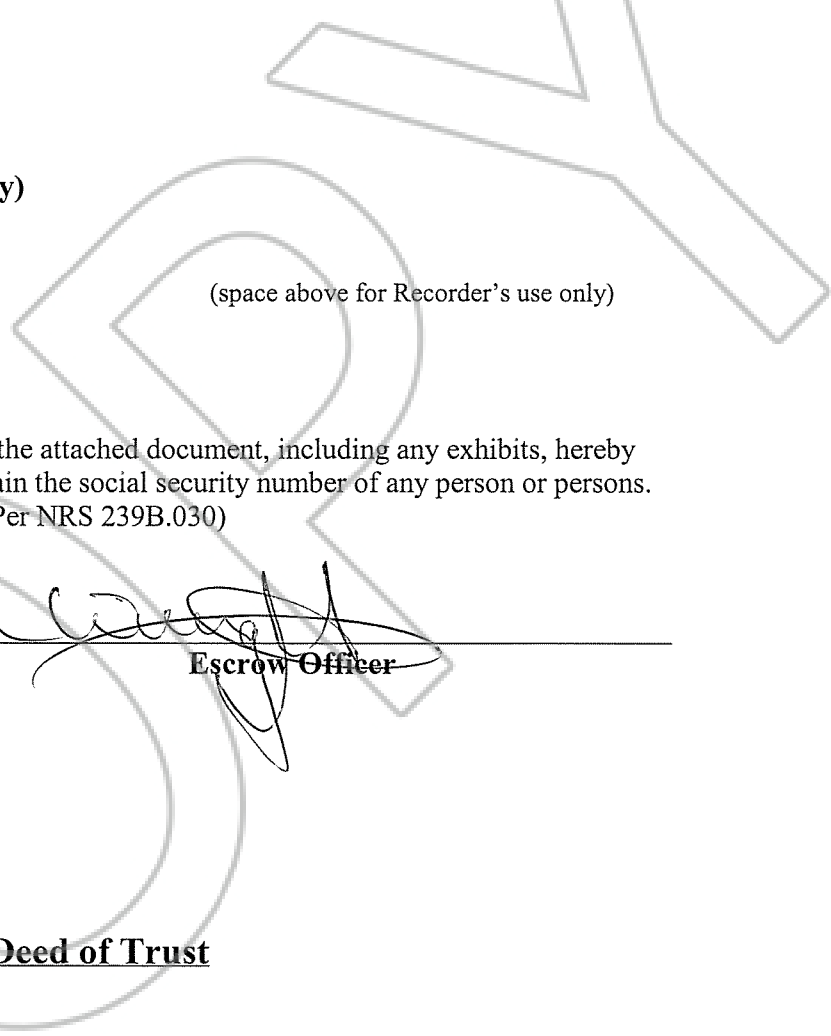 y)
(space above for Recorder's use only)
the attached document, including any exhibits, hereby
ain the social security number of any person or persons.
Per NRS 239B.030)
Escrow Officer
Deed of Trust